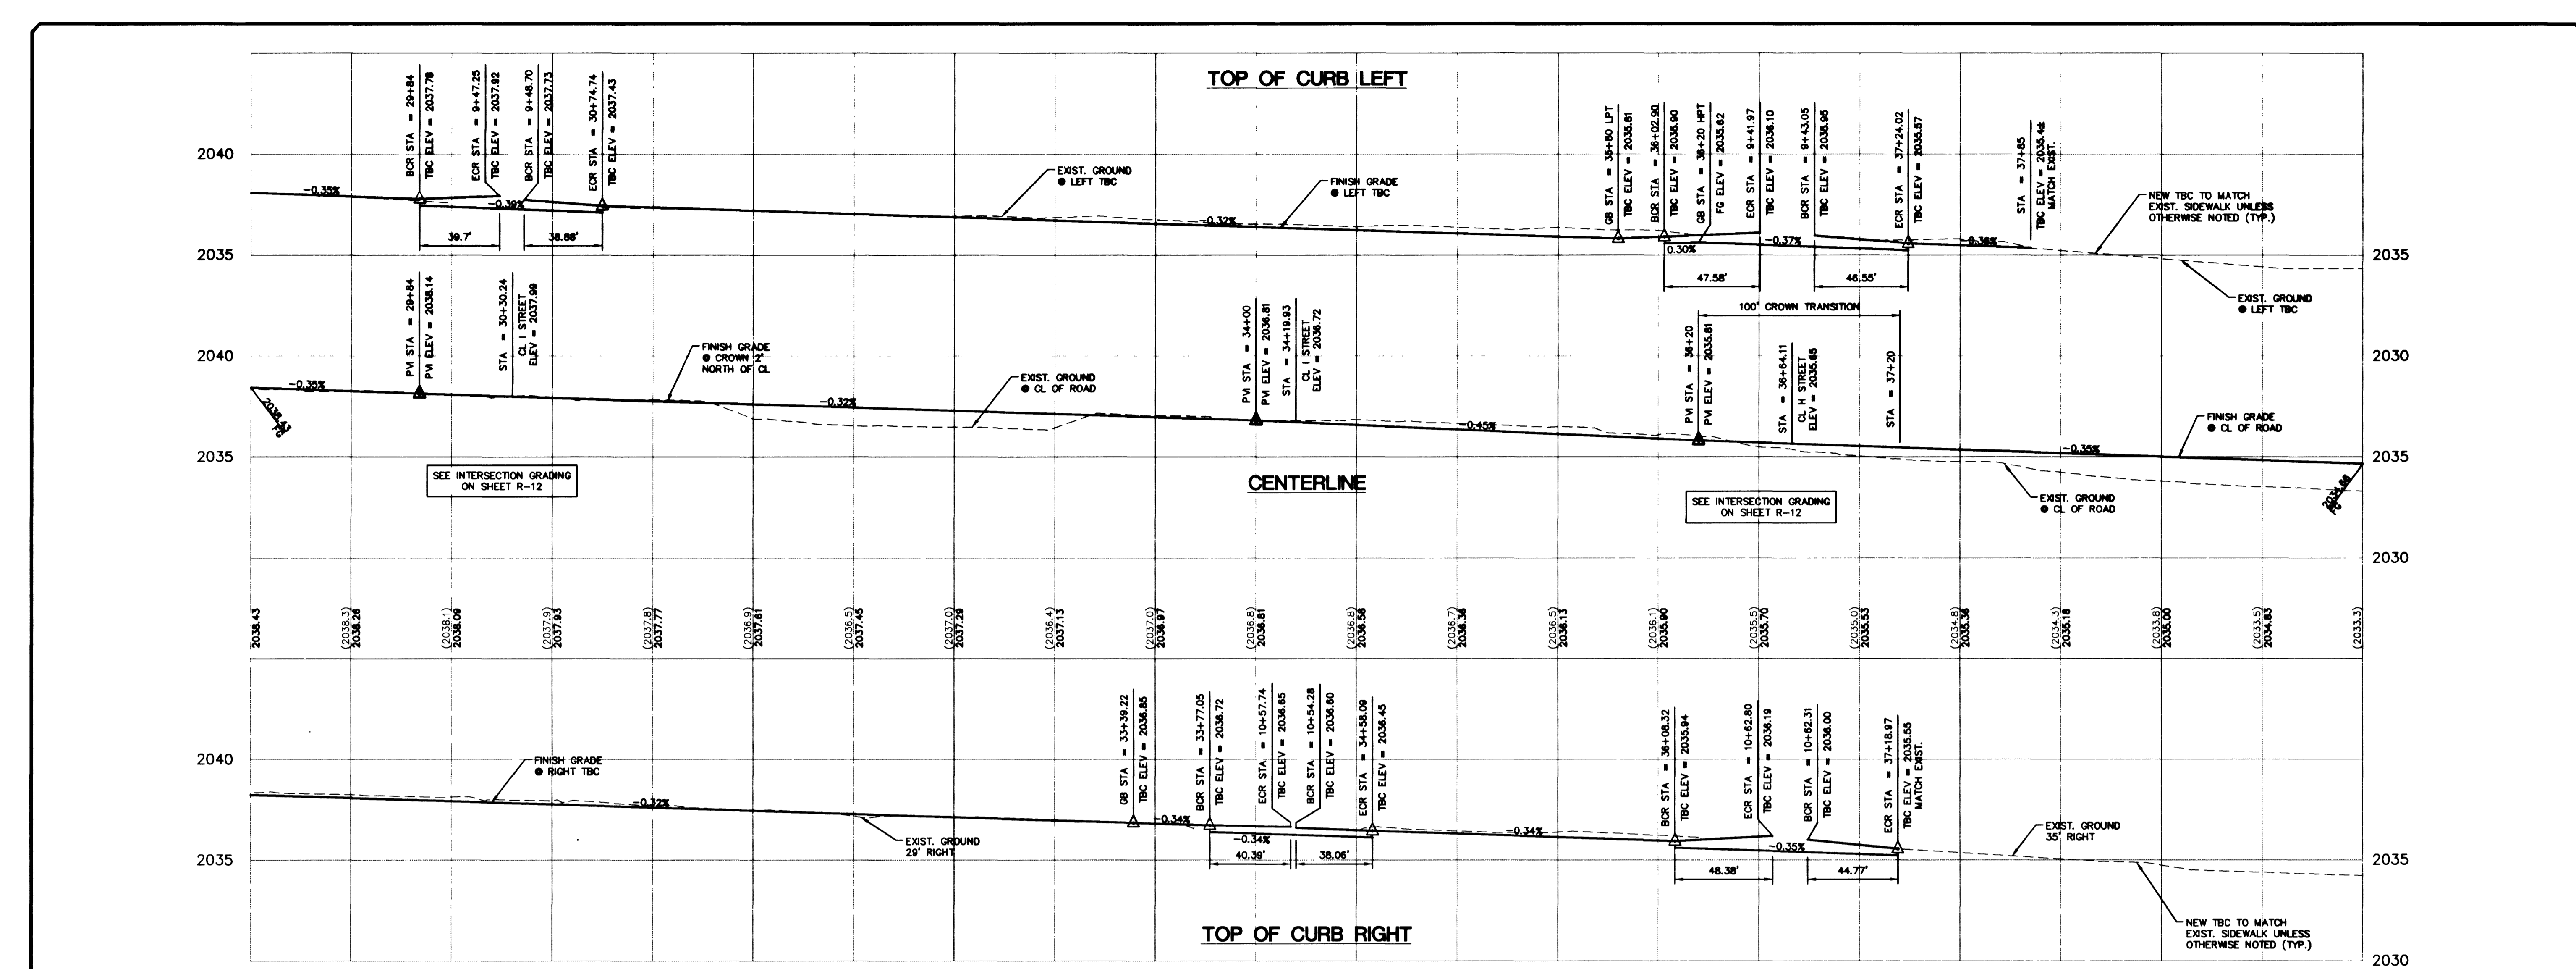 TOP OF CURB LEFT
BCR STA = 29+84
TBC ELEV = 2037.78
ECR STA = 9+47.25
TBC ELEV = 2037.92
BCR STA = 9+48.70
TBC ELEV = 2037.73
ECR STA = 30+74.74
TBC ELEV = 2037.43
GB STA = 35+80 LPT
TBC ELEV = 2035.81
BCR STA = 36+02.90
TBC ELEV = 2035.90
GB STA = 36+20 HPT
FG ELEV = 2035.62
ECR STA = 9+41.97
TBC ELEV = 2036.10
BCR STA = 9+43.05
TBC ELEV = 2035.95
ECR STA = 37+24.02
TBC ELEV = 2035.57
STA = 37+85
TBC ELEV = 2035.4±
MATCH EXIST.
2040
EXIST. GROUND
@ LEFT TBC
FINISH GRADE
@ LEFT TBC
NEW TBC TO MATCH
EXIST. SIDEWALK UNLESS
OTHERWISE NOTED (TYP.)
-0.35%
-0.39%
-0.32%
0.30%
-0.37%
39.7'
38.88'
47.58'
46.55'
2035
2035
EXIST. GROUND
@ LEFT TBC
100' CROWN TRANSITION
PVI STA = 29+84
PVI ELEV = 2038.14
STA = 30+30.24
CL I STREET
ELEV = 2037.99
PVI STA = 34+00
PVI ELEV = 2036.81
STA = 34+19.93
CL I STREET
ELEV = 2036.72
PVI STA = 36+20
PVI ELEV = 2035.81
STA = 36+64.11
CL H STREET
ELEV = 2035.65
STA = 37+20
2040
2030
FINISH GRADE
@ CROWN 2'
NORTH OF CL
EXIST. GROUND
@ CL OF ROAD
-0.35%
-0.32%
-0.45%
-0.35%
2038.43
FG
FINISH GRADE
@ CL OF ROAD
2035
2035
2034.66
FG
SEE INTERSECTION GRADING
ON SHEET R-12
CENTERLINE
SEE INTERSECTION GRADING
ON SHEET R-12
EXIST. GROUND
@ CL OF ROAD
2030
2038.43
(2038.3)
2038.26
(2038.1)
2038.09
(2037.9)
2037.93
(2037.8)
2037.77
(2036.9)
2037.61
(2036.5)
2037.45
(2037.0)
2037.29
(2036.4)
2037.13
(2037.0)
2036.97
(2036.8)
2036.81
(2036.8)
2036.58
(2036.7)
2036.36
(2036.5)
2036.13
(2036.1)
2035.90
(2035.5)
2035.70
(2035.0)
2035.53
(2034.8)
2035.36
(2034.3)
2035.18
(2033.8)
2035.00
(2033.5)
2034.83
(2033.3)
GB STA = 33+39.22
TBC ELEV = 2036.85
BCR STA = 33+77.05
TBC ELEV = 2036.72
ECR STA = 10+57.74
TBC ELEV = 2036.65
BCR STA = 10+54.28
TBC ELEV = 2036.60
ECR STA = 34+58.09
TBC ELEV = 2036.45
BCR STA = 36+08.32
TBC ELEV = 2035.94
ECR STA = 10+62.80
TBC ELEV = 2036.19
BCR STA = 10+62.31
TBC ELEV = 2036.00
ECR STA = 37+18.97
TBC ELEV = 2035.55
MATCH EXIST.
2040
FINISH GRADE
@ RIGHT TBC
-0.32%
-0.34%
-0.34%
-0.34%
-0.35%
EXIST. GROUND
29' RIGHT
EXIST. GROUND
35' RIGHT
40.39'
38.06'
48.38'
44.77'
2035
2035
TOP OF CURB RIGHT
NEW TBC TO MATCH
EXIST. SIDEWALK UNLESS
OTHERWISE NOTED (TYP.)
2030